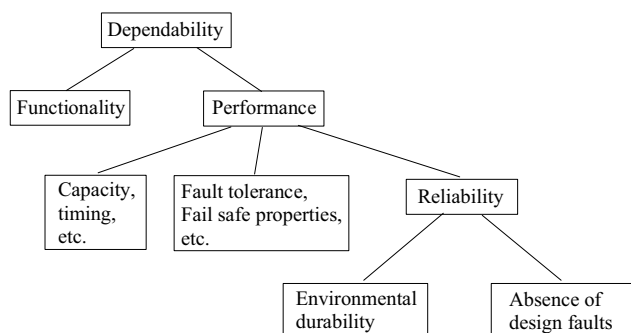 Dependability
Functionality
Performance
Capacity,
timing,
etc.
Fault tolerance,
Fail safe properties,
etc.
Reliability
Environmental
durability
Absence of
design faults